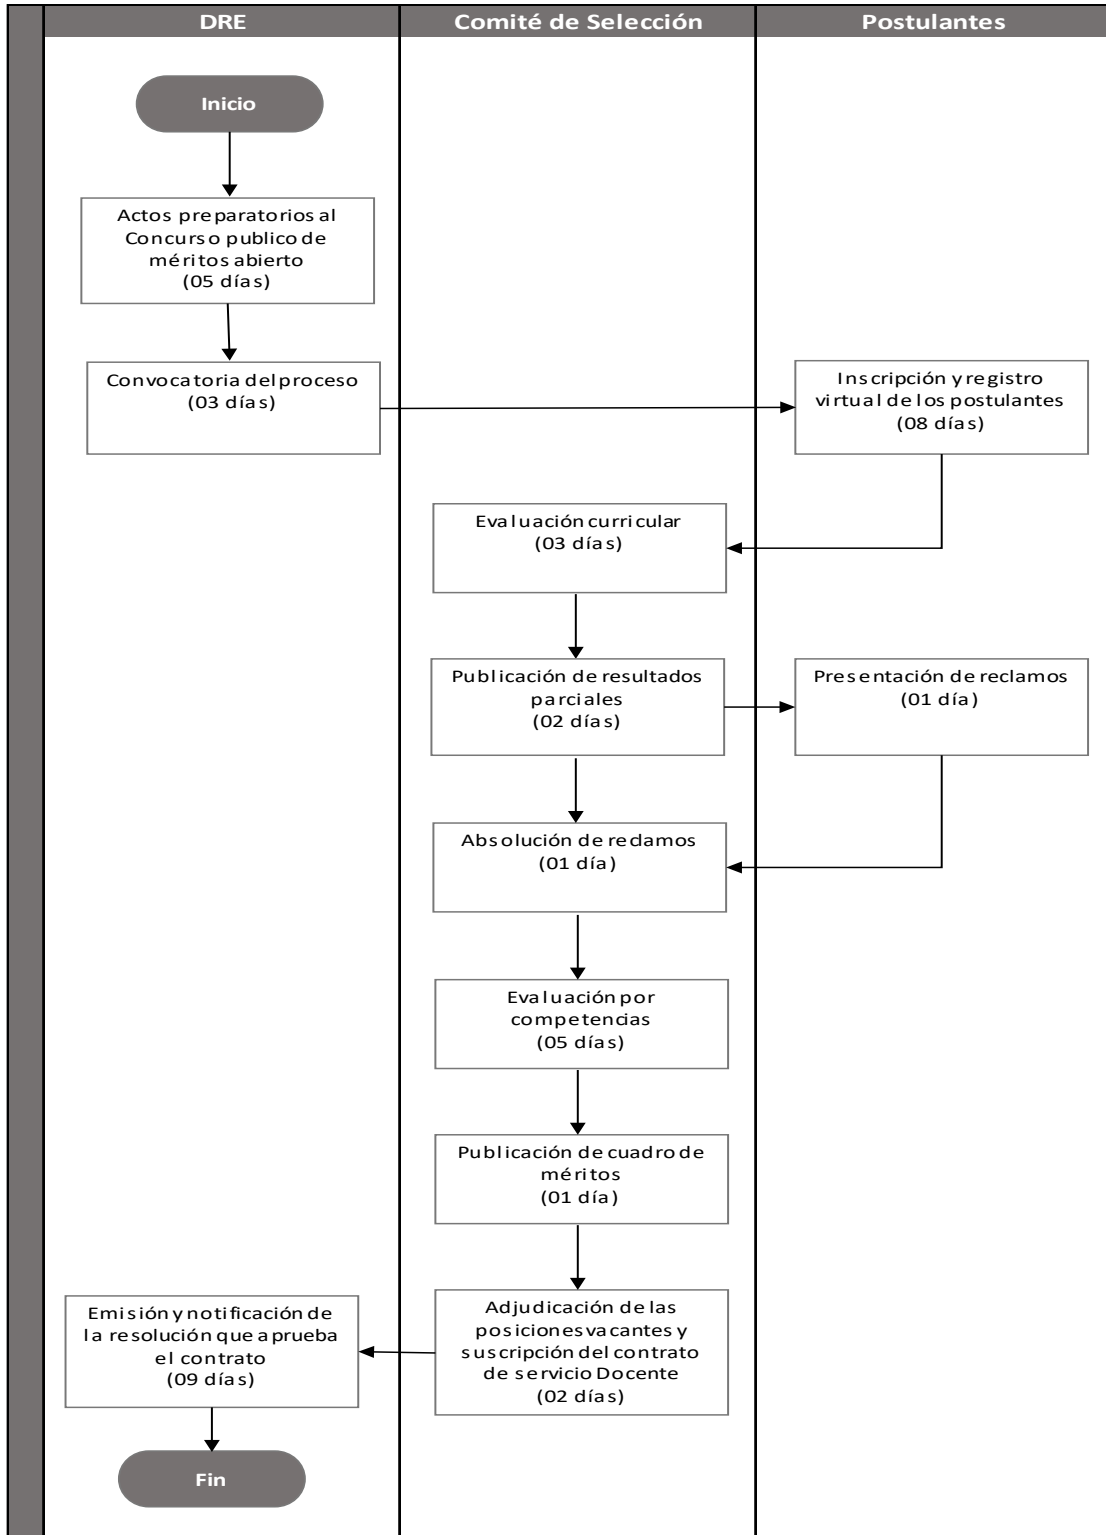 DRE
Comité de Selección
Postulantes
Inicio
Actos preparatorios al
Concurso publico de
méritos abierto
(05 días)
Convocatoria del proceso
(03 días)
Inscripción y registro
virtual de los postulantes
(08 días)
Evaluación curricular
(03 días)
Publicación de resultados
parciales
(02 días)
Presentación de reclamos
(01 día)
Absolución de reclamos
(01 día)
Evaluación por
competencias
(05 días)
Publicación de cuadro de
méritos
(01 día)
Adjudicación de las
posiciones vacantes y
suscripción del contrato
de servicio Docente
(02 días)
Emisión y notificación de
la resolución que aprueba
el contrato
(09 días)
Fin